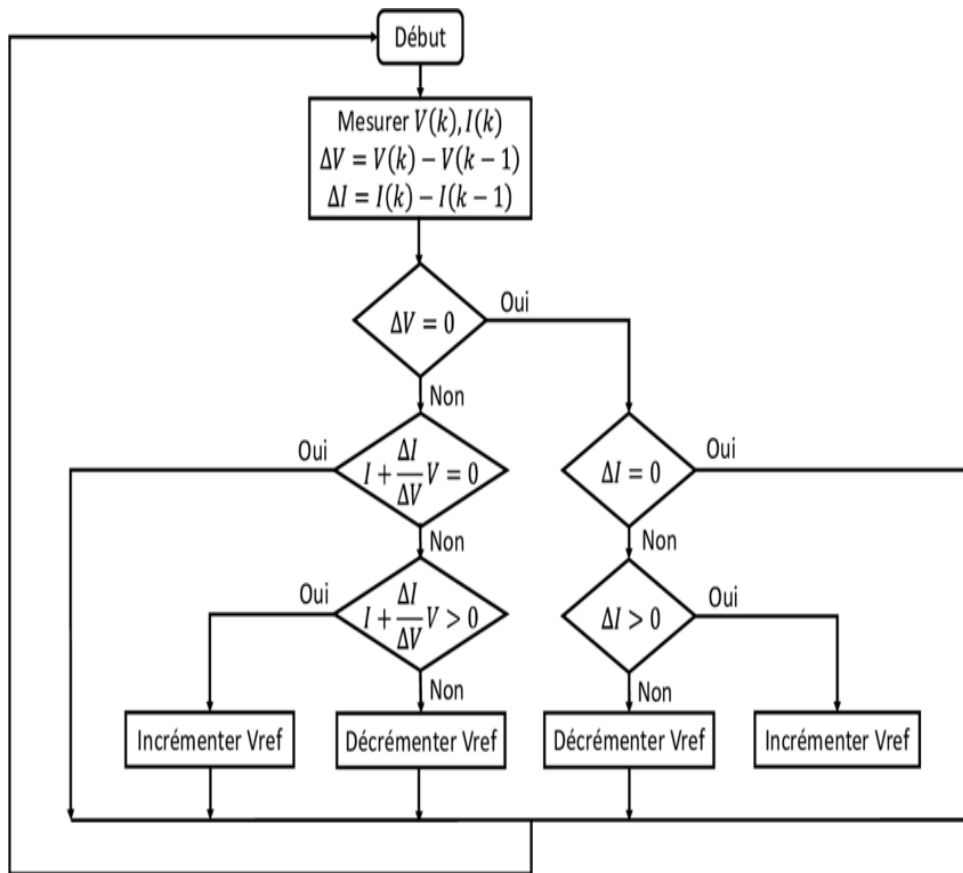 Début
Mesurer V(k), I(k)
ΔV = V(k) − V(k − 1)
ΔI = I(k) − I(k − 1)
ΔV = 0
Oui
Non
I + ΔI/ΔV V = 0
Oui
Non
ΔI = 0
Oui
Non
I + ΔI/ΔV V > 0
Oui
Non
ΔI > 0
Oui
Non
Incrémenter Vref
Décrémenter Vref
Décrémenter Vref
Incrémenter Vref